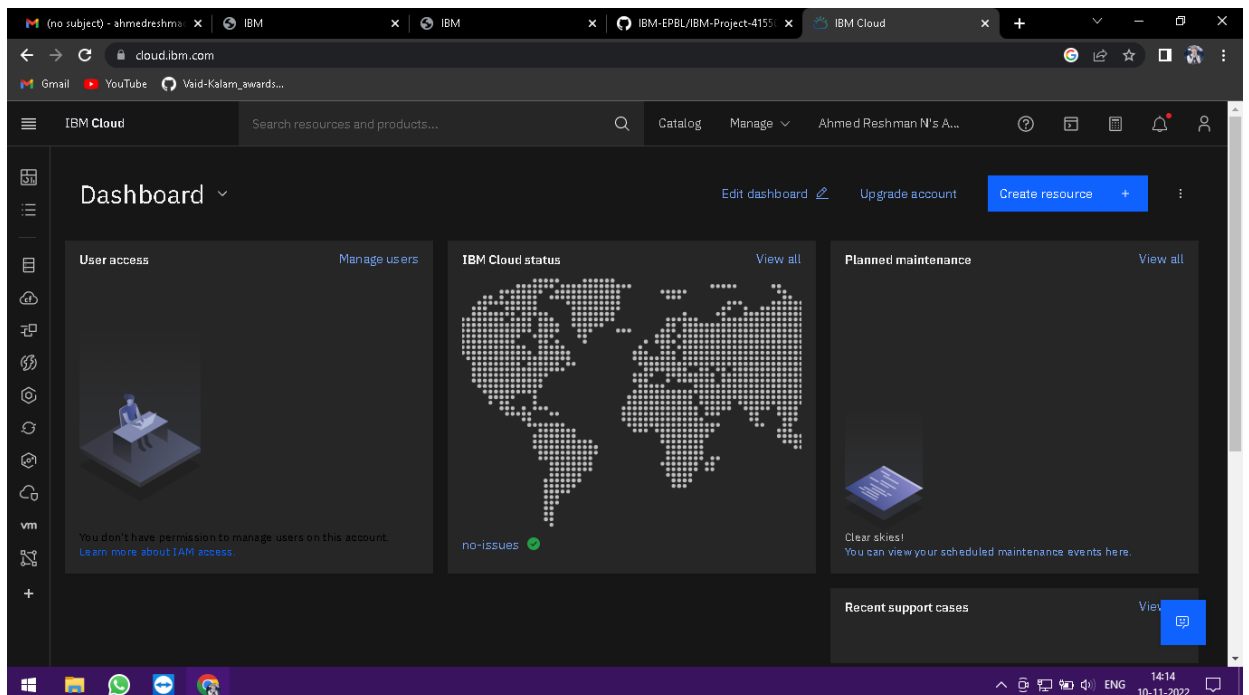 (no subject) - ahmedreshma
IBM
IBM
IBM-EPBL/IBM-Project-4155
IBM Cloud
cloud.ibm.com
Gmail
YouTube
Vaid-Kalam_awards...
IBM Cloud
Search resources and products...
Catalog
Manage
Ahmed Reshman N's A...
Dashboard
Edit dashboard
Upgrade account
Create resource +
User access
Manage users
You don't have permission to manage users on this account.
Learn more about IAM access.
IBM Cloud status
View all
no-issues
Planned maintenance
View all
Clear skies!
You can view your scheduled maintenance events here.
Recent support cases
View
vm
ENG
14:14
10-11-2022